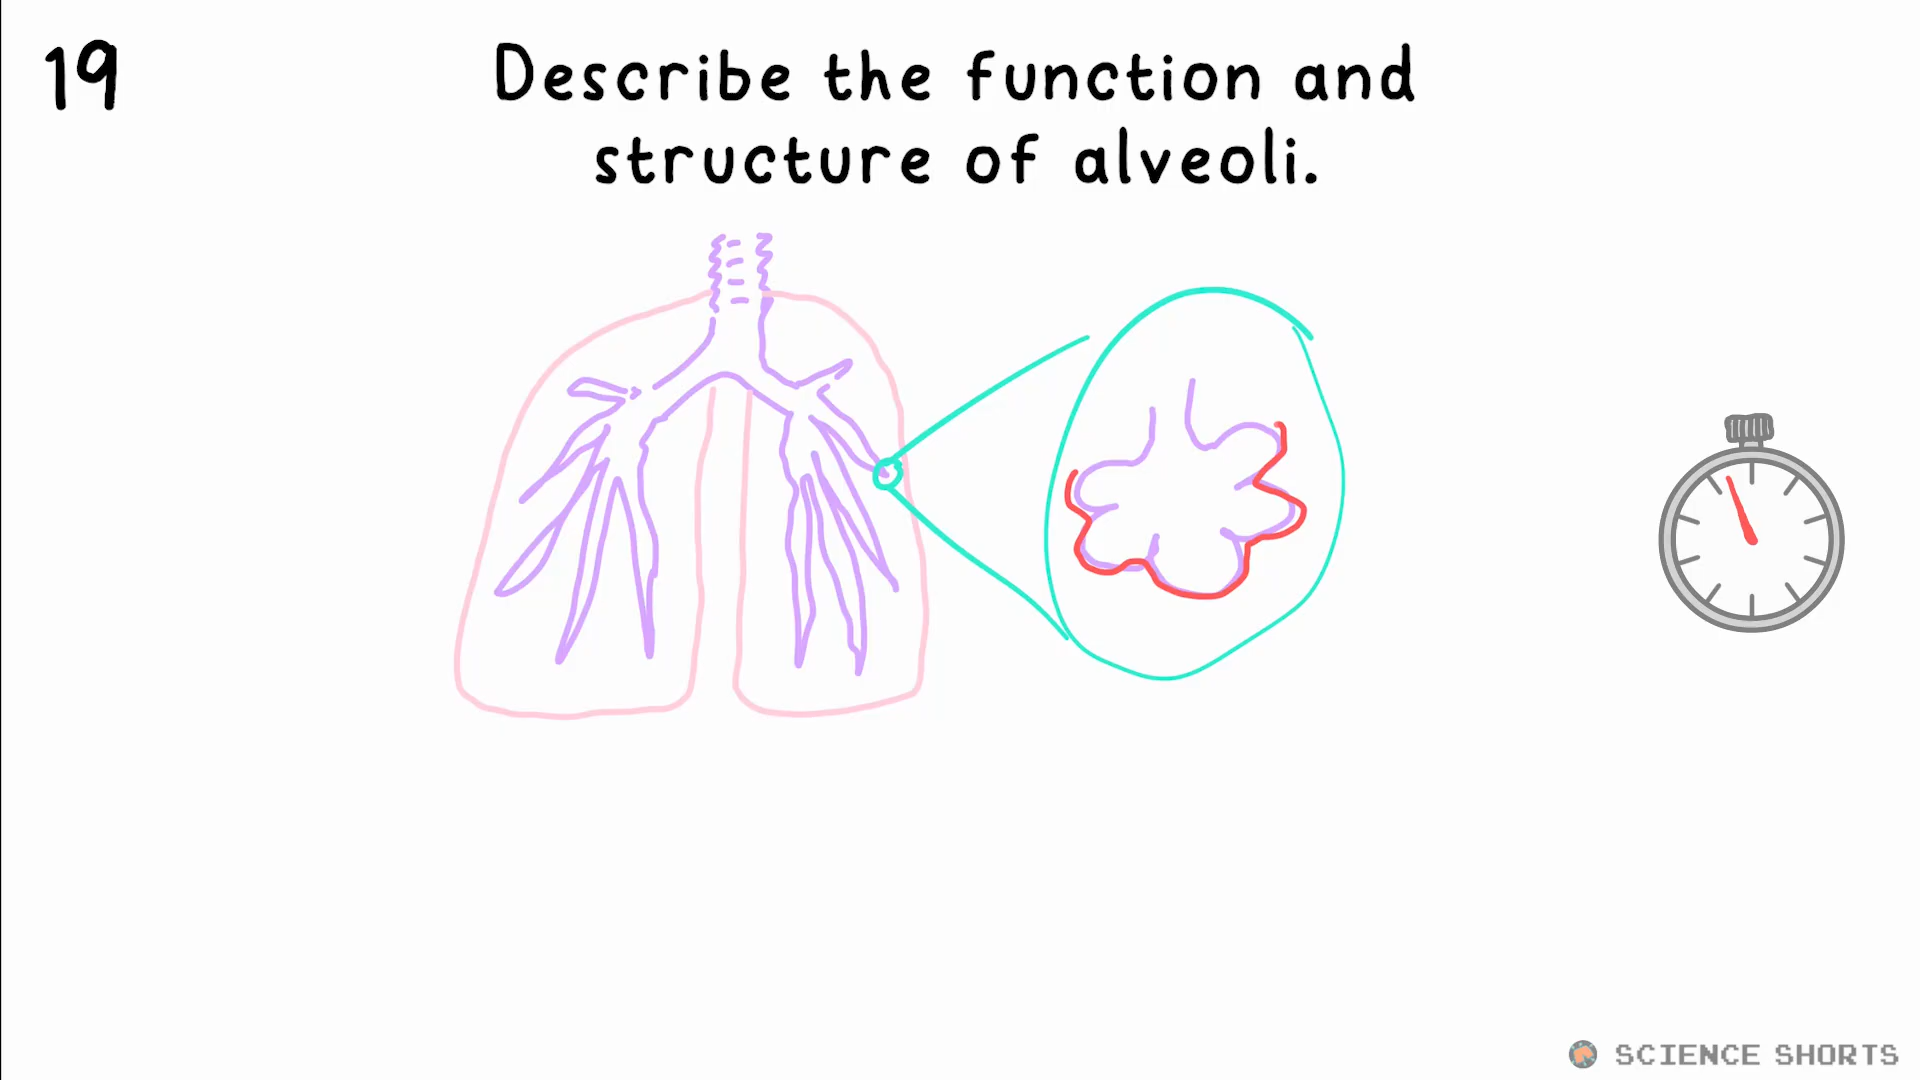 19
Describe the function and
structure of alveoli.
SCIENCE SHORTS